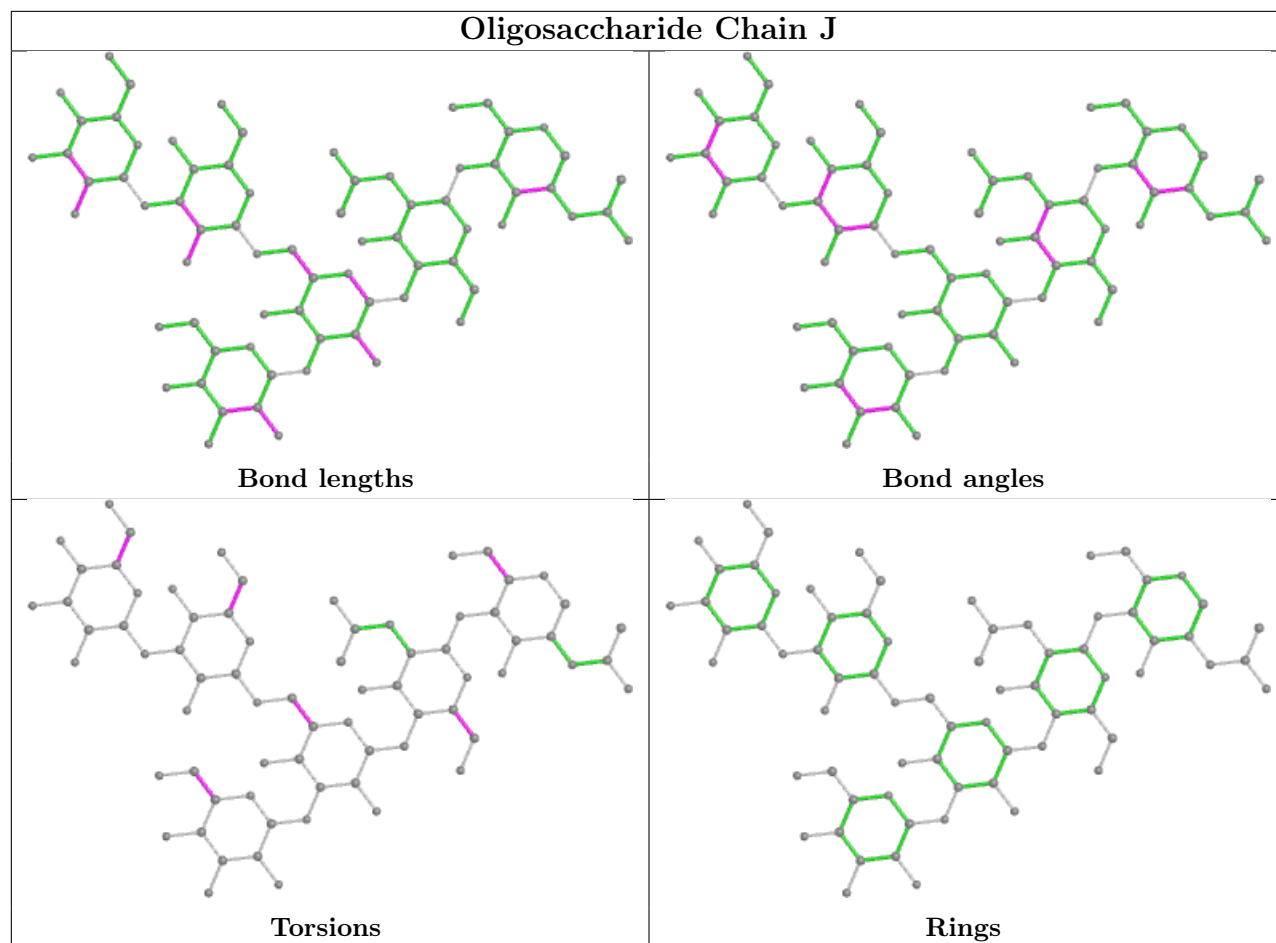 Oligosaccharide Chain J
Bond lengths
Bond angles
Torsions
Rings